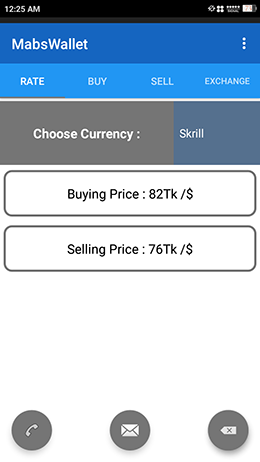 12:25 AM
MabsWallet
RATE BUY SELL EXCHANGE
Choose Currency : Skrill
Buying Price : 82Tk /$
Selling Price : 76Tk /$